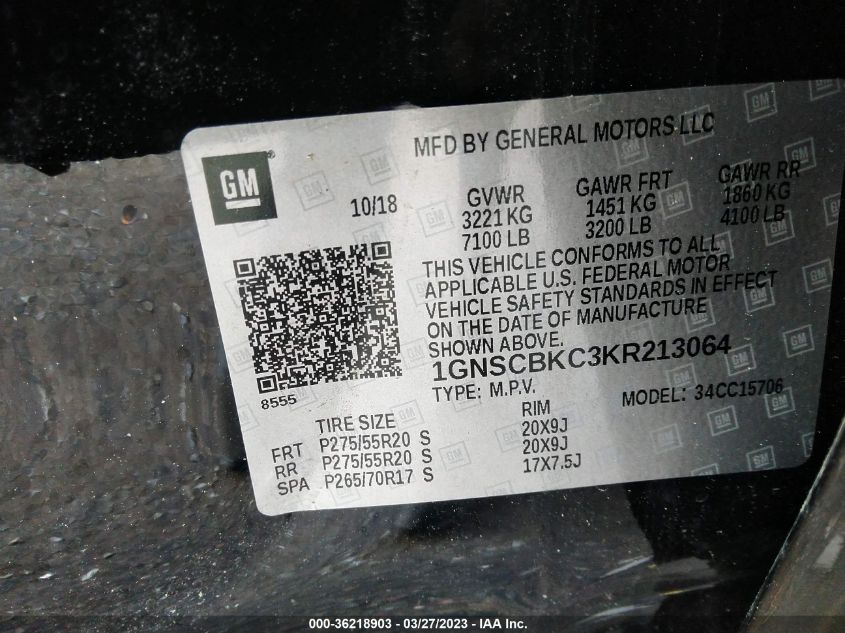 MFD BY GENERAL MOTORS LLC
GM
®
10/18
GVWR
3221 KG
7100 LB
GAWR FRT
1451 KG
3200 LB
GAWR RR
1860 KG
4100 LB
THIS VEHICLE CONFORMS TO ALL
APPLICABLE U.S. FEDERAL MOTOR
VEHICLE SAFETY STANDARDS IN EFFECT
ON THE DATE OF MANUFACTURE
SHOWN ABOVE.
1GNSCBKC3KR213064
TYPE: M.P.V.
MODEL: 34CC15706
8555
TIRE SIZE RIM
FRT P275/55R20 S 20X9J
RR P275/55R20 S 20X9J
SPA P265/70R17 S 17X7.5J
000-36218903 - 03/27/2023 - IAA Inc.